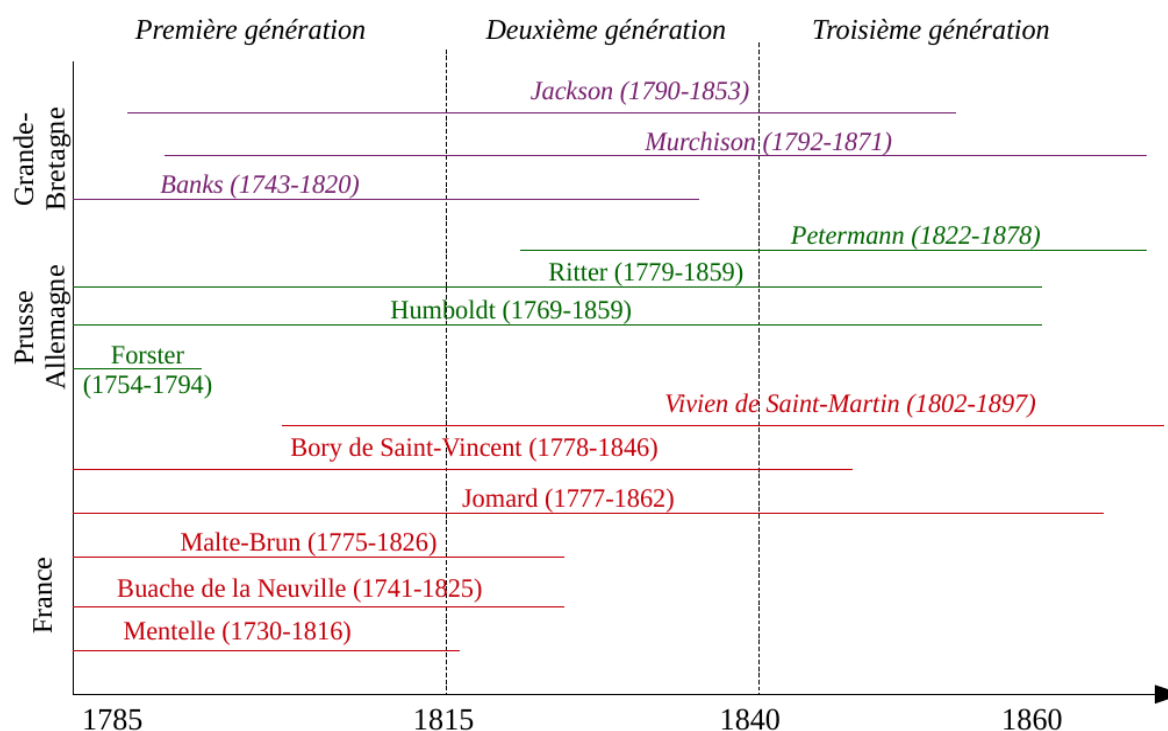 Première génération
Deuxième génération
Troisième génération
Grande-
Bretagne
Jackson (1790-1853)
Murchison (1792-1871)
Banks (1743-1820)
Prusse
Allemagne
Petermann (1822-1878)
Ritter (1779-1859)
Humboldt (1769-1859)
Forster
(1754-1794)
France
Vivien de Saint-Martin (1802-1897)
Bory de Saint-Vincent (1778-1846)
Jomard (1777-1862)
Malte-Brun (1775-1826)
Buache de la Neuville (1741-1825)
Mentelle (1730-1816)
1785
1815
1840
1860